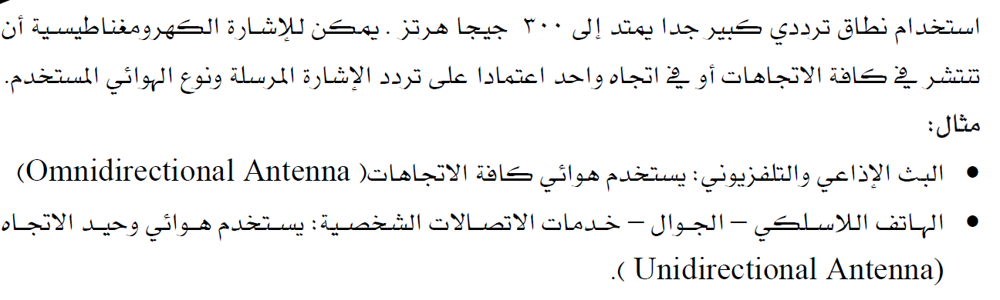 استخدام نطاق ترددي كبير جدا يمتد إلى ٣٠٠ جيجا هرتز . يمكن للإشارة الكهرومغناطيسية أن
تنتشر في كافة الاتجاهات أو في اتجاه واحد اعتمادا على تردد الإشارة المرسلة ونوع الهوائي المستخدم.
مثال:
• البث الإذاعي والتلفزيوني: يستخدم هوائي كافة الاتجاهات( Omnidirectional Antenna)
• الهاتف اللاسلكي – الجوال – خدمات الاتصالات الشخصية: يستخدم هوائي وحيد الاتجاه
(Unidirectional Antenna ).